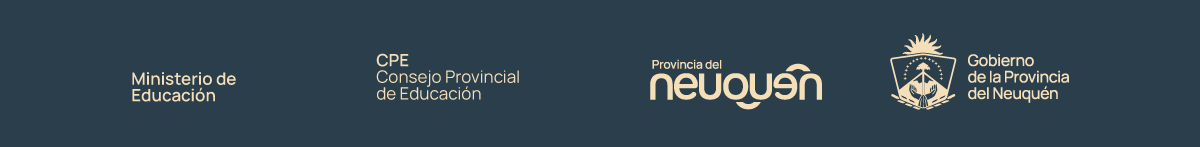 Ministerio de
Educación
CPE
Consejo Provincial
de Educación
Provincia del
neuquén
Gobierno
de la Provincia
del Neuquén